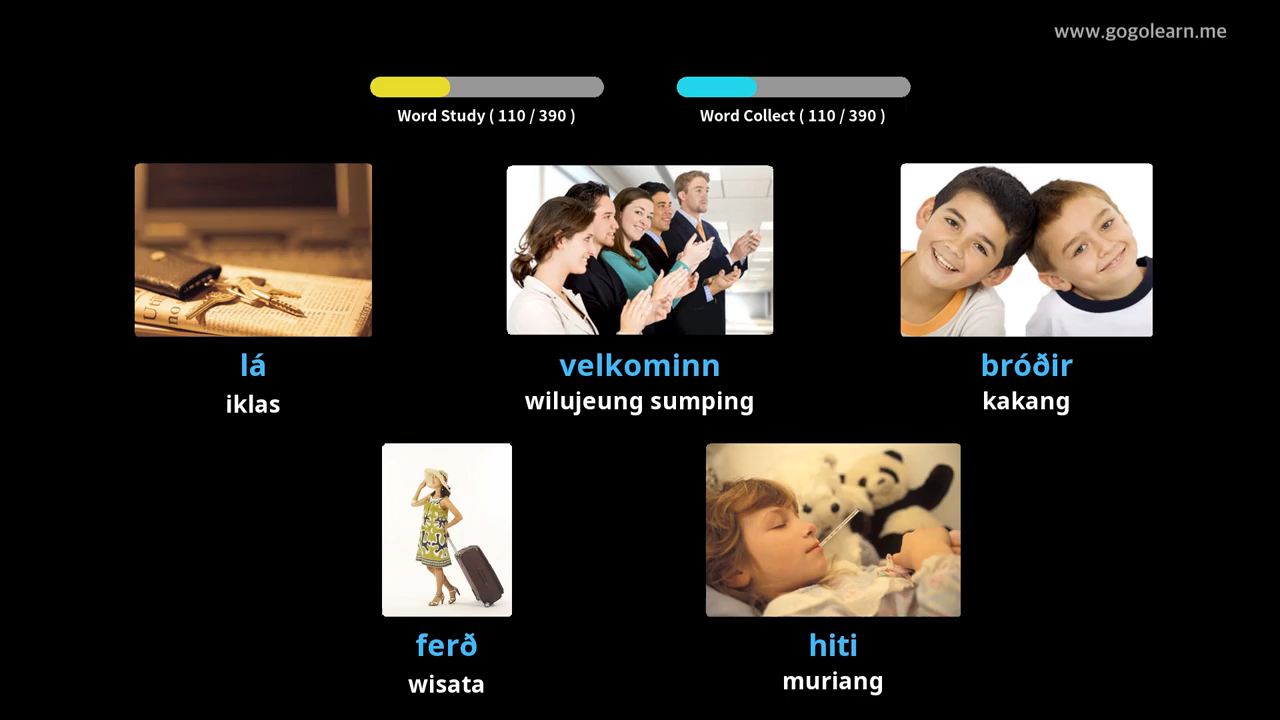 www.gogolearn.me
Word Study ( 110 / 390 )
Word Collect ( 110 / 390 )
lá
velkominn
bróðir
iklas
wilujeung sumping
kakang
ferð
hiti
wisata
muriang